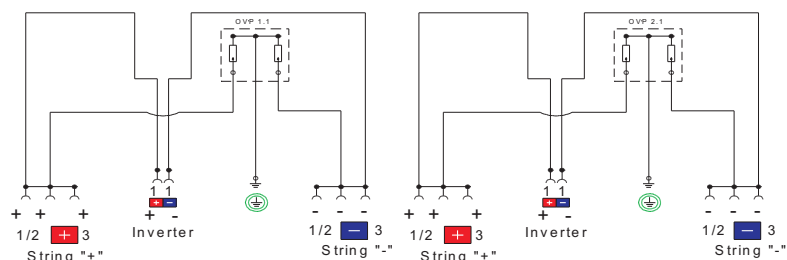 OVP 1.1
OVP 2.1
1 1
1 1
+ + +
+ -
- - -
+ + +
+ -
- - -
1/2 + 3
Inverter
1/2 - 3
1/2 + 3
Inverter
1/2 - 3
String "+"
String "-"
String "+"
String "-"